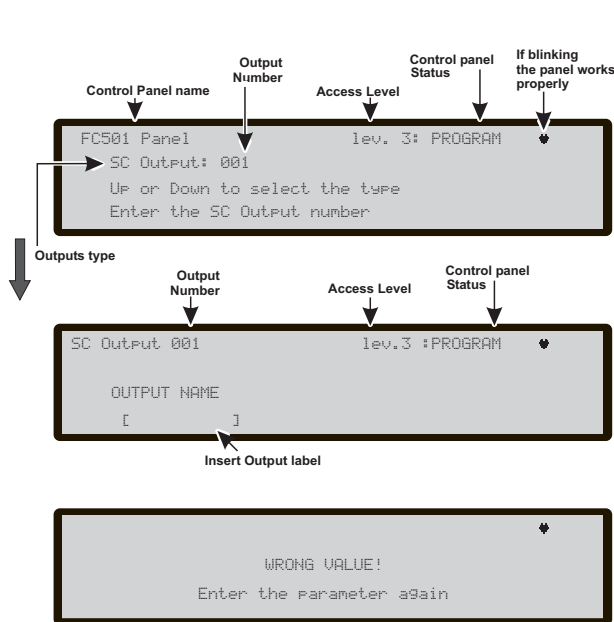 Control Panel name
Output
Number
Access Level
Control panel
Status
If blinking
the panel works
properly
FC501 Panel lev. 3: PROGRAM
SC Output: 001
Up or Down to select the type
Enter the SC Output number
Outputs type
Output
Number
Access Level
Control panel
Status
SC Output 001 lev.3 :PROGRAM
OUTPUT NAME
[ ]
Insert Output label
WRONG VALUE!
Enter the parameter again